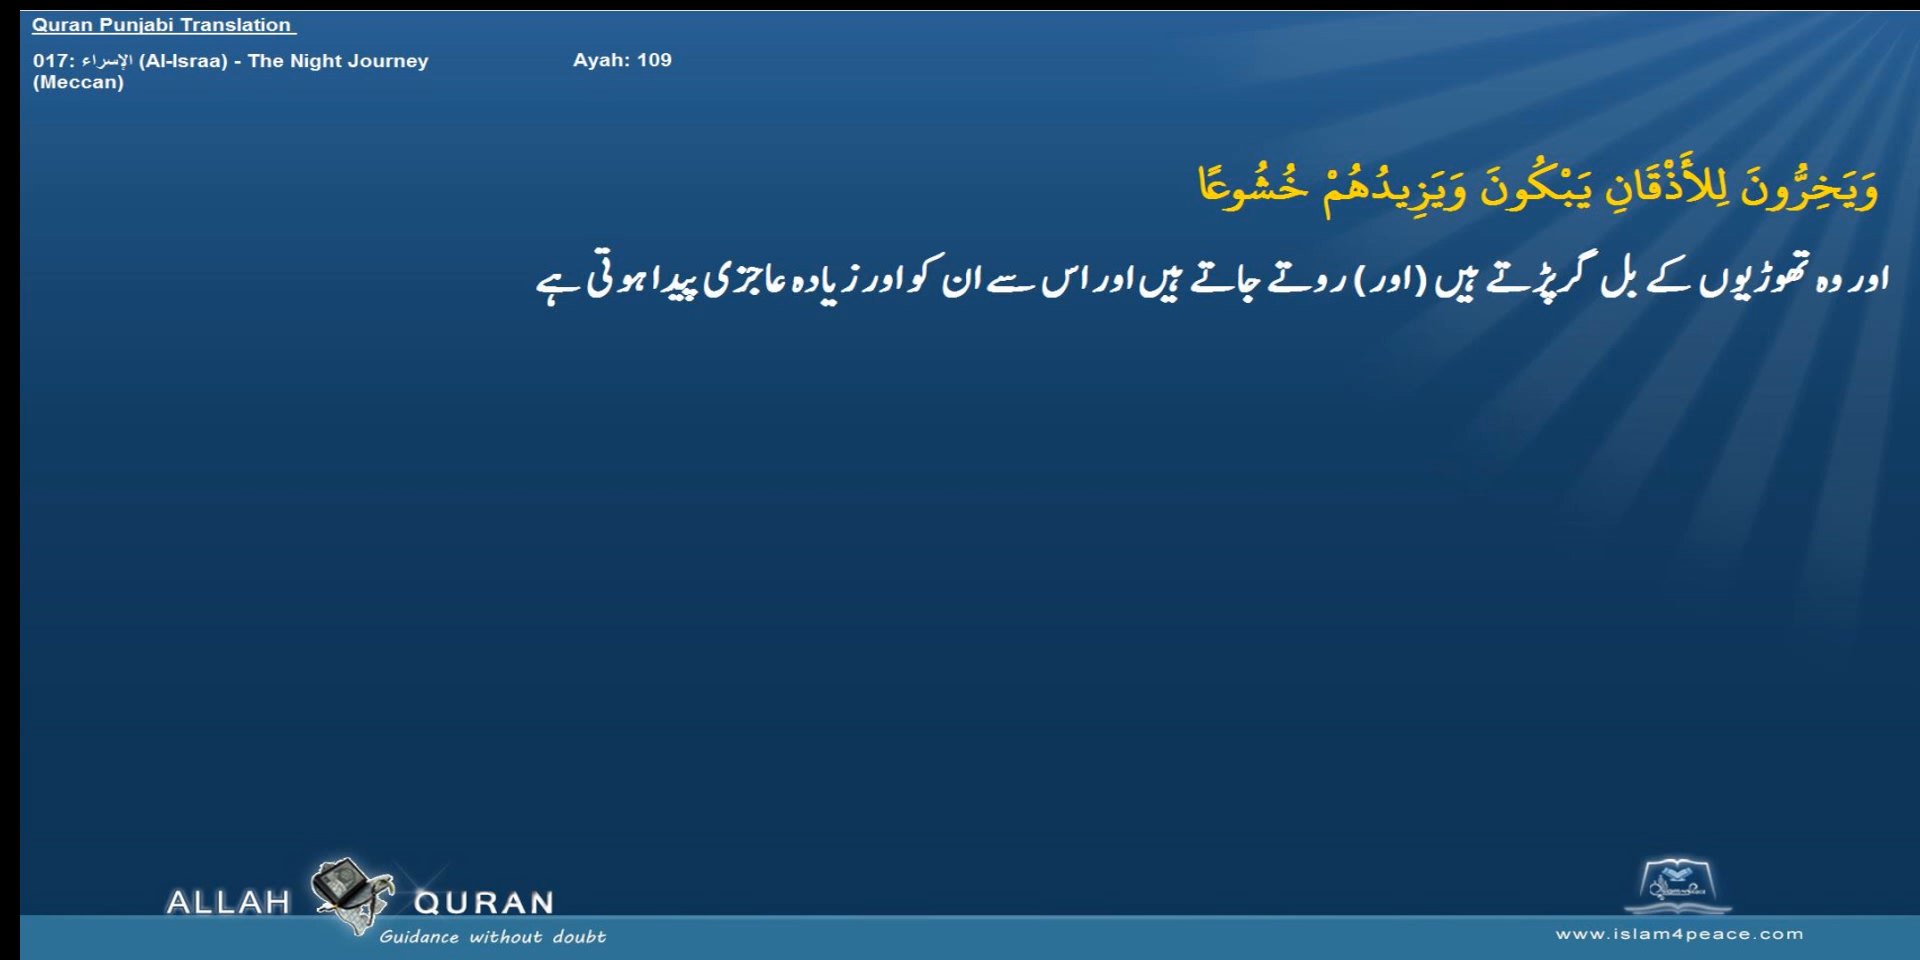 Quran Punjabi Translation
017: الإسراء (Al-Israa) - The Night Journey
(Meccan)
Ayah: 109
وَيَخِرُّونَ لِلأَذْقَانِ يَبْكُونَ وَيَزِيدُهُمْ خُشُوعًا
اور وہ تھوڑیوں کے بل گر پڑتے ہیں (اور) روتے جاتے ہیں اور اس سے ان کو اور زیادہ عاجزی پیدا ہوتی ہے
ALLAH QURAN
Guidance without doubt
www.islam4peace.com